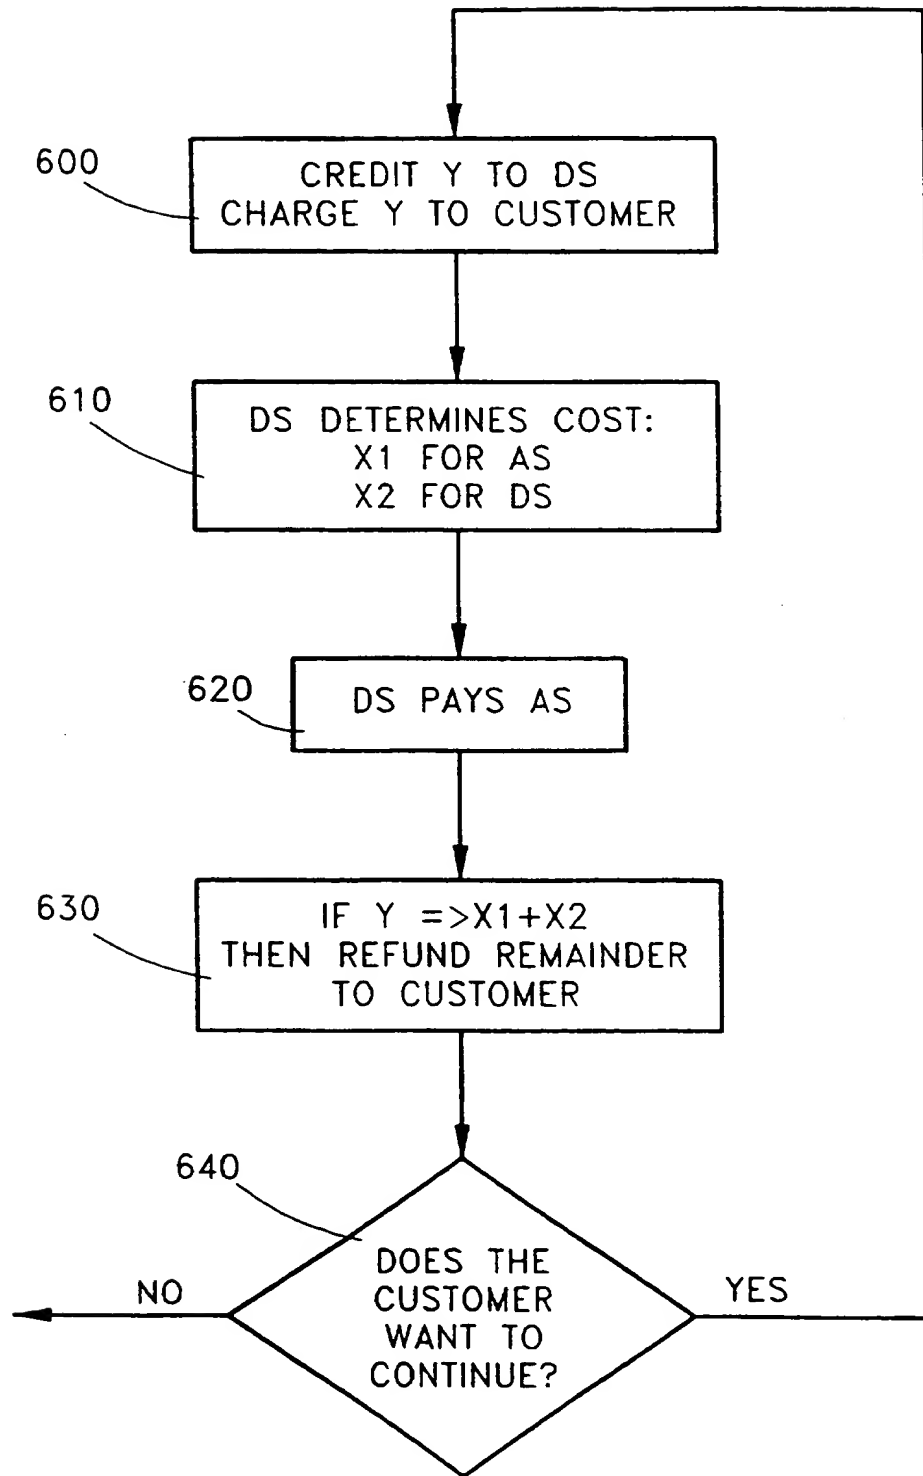 600
CREDIT Y TO DS
CHARGE Y TO CUSTOMER
610
DS DETERMINES COST:
X1 FOR AS
X2 FOR DS
620
DS PAYS AS
630
IF Y =>X1+X2
THEN REFUND REMAINDER
TO CUSTOMER
640
DOES THE
CUSTOMER
WANT TO
CONTINUE?
NO
YES